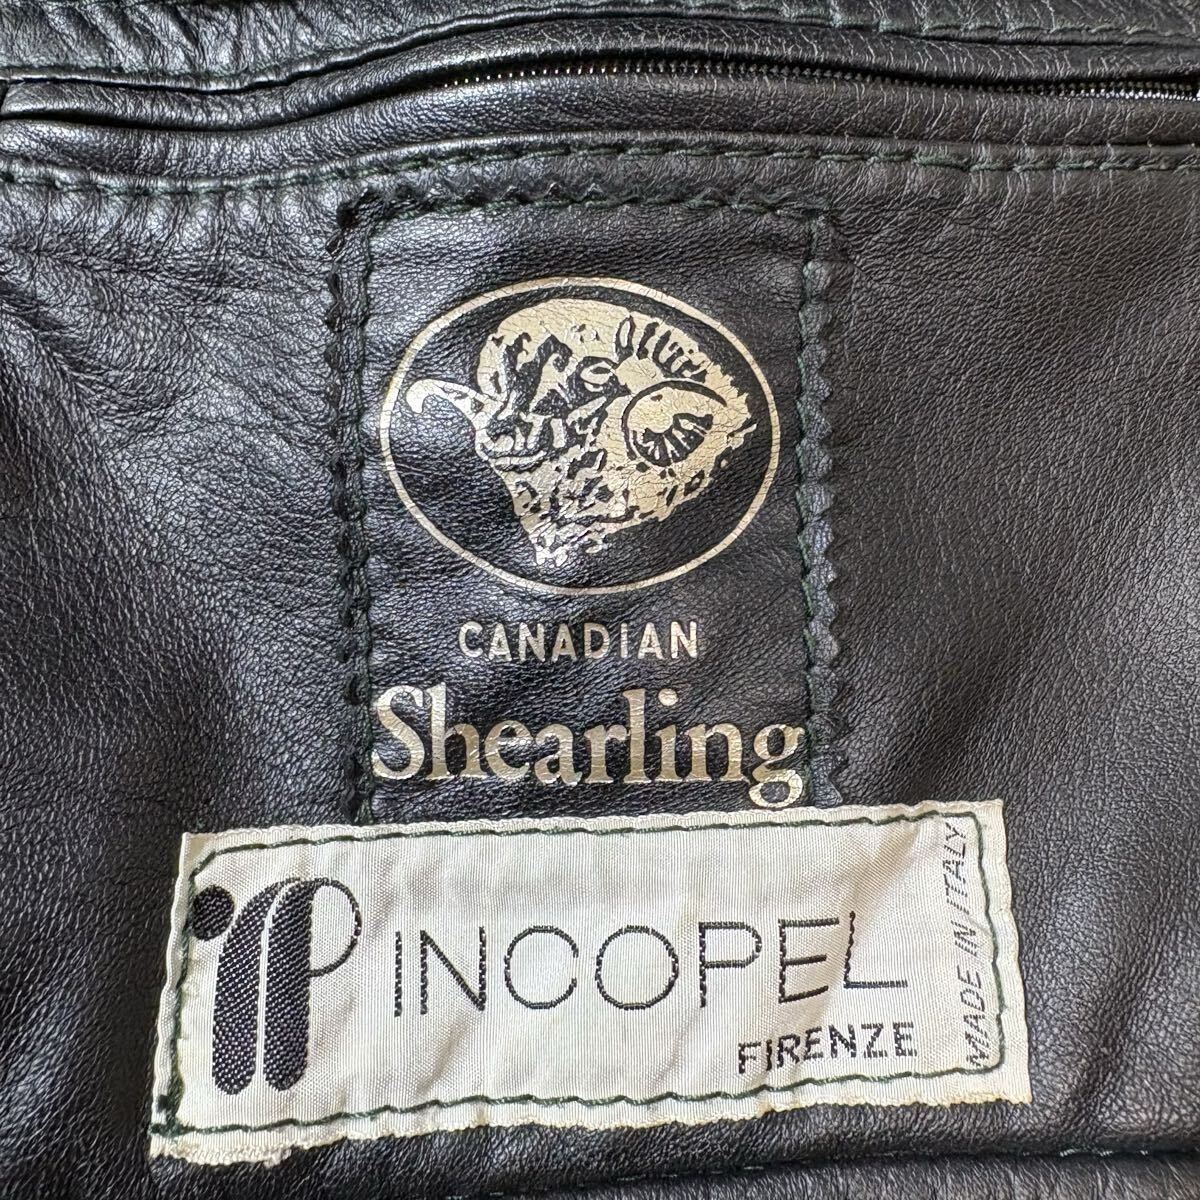 CANADIAN
Shearling
INCOPEL
FIRENZE
MADE IN ITALY